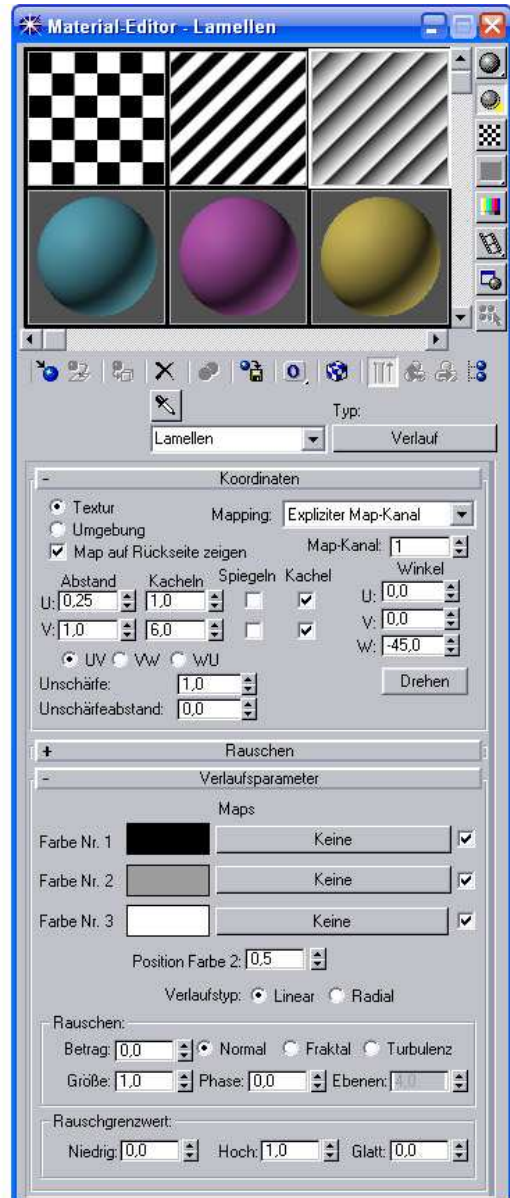 Material-Editor - Lamellen
Typ:
Lamellen Verlauf
- Koordinaten
Textur Mapping: Expliziter Map-Kanal
Umgebung
Map auf Rückseite zeigen Map-Kanal: 1
Abstand Kacheln Spiegeln Kachel Winkel
U: 0,25 1,0 U: 0,0
V: 1,0 6,0 V: 0,0
UV VW WU W: -45,0
Unschärfe: 1,0 Drehen
Unschärfeabstand: 0,0
+ Rauschen
- Verlaufsparameter
Maps
Farbe Nr. 1 Keine
Farbe Nr. 2 Keine
Farbe Nr. 3 Keine
Position Farbe 2: 0,5
Verlaufstyp: Linear Radial
Rauschen:
Betrag: 0,0 Normal Fraktal Turbulenz
Größe: 1,0 Phase: 0,0 Ebenen: 4,0
Rauschgrenzwert:
Niedrig: 0,0 Hoch: 1,0 Glatt: 0,0